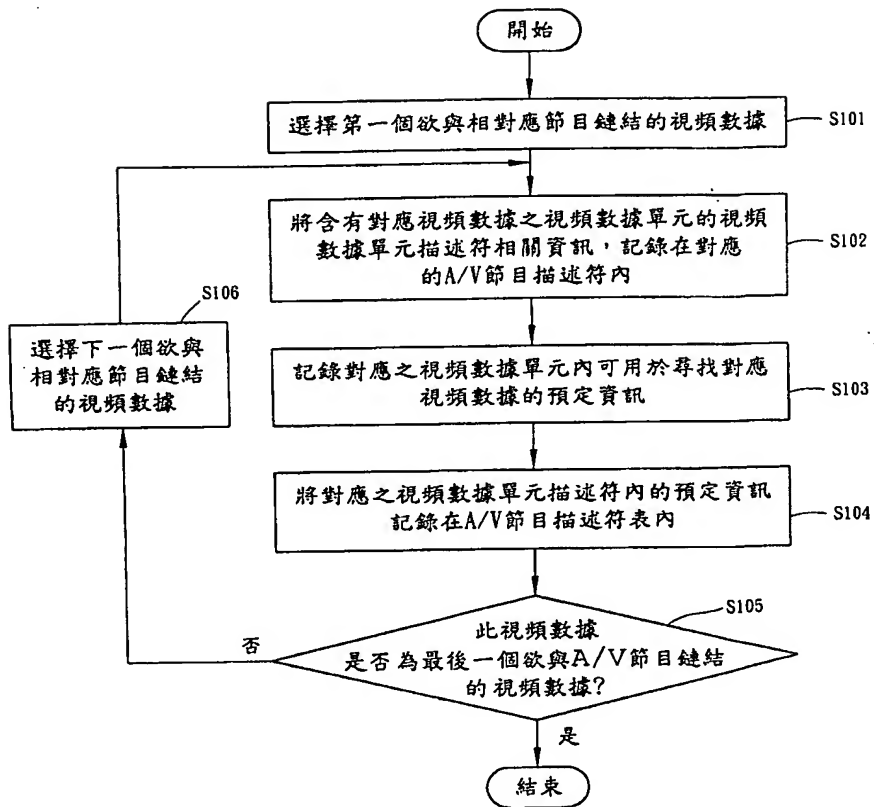 開始
選擇第一個欲與相對應節目鏈結的視頻數據
S101
將含有對應視頻數據之視頻數據單元的視頻
數據單元描述符相關資訊，記錄在對應
的A/V節目描述符內
S102
S106
選擇下一個欲與
相對應節目鏈結
的視頻數據
記錄對應之視頻數據單元內可用於尋找對應
視頻數據的預定資訊
S103
將對應之視頻數據單元描述符內的預定資訊
記錄在A/V節目描述符表內
S104
S105
此視頻數據
是否為最後一個欲與A/V節目鏈結
的視頻數據?
否
是
結束